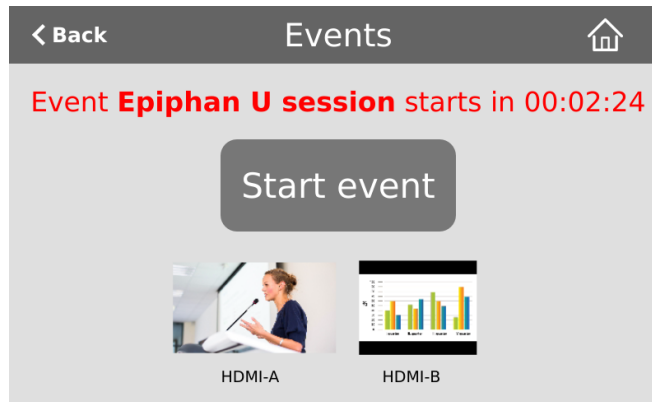 Back
Events
Event Epiphan U session starts in 00:02:24
Start event
HDMI-A
HDMI-B